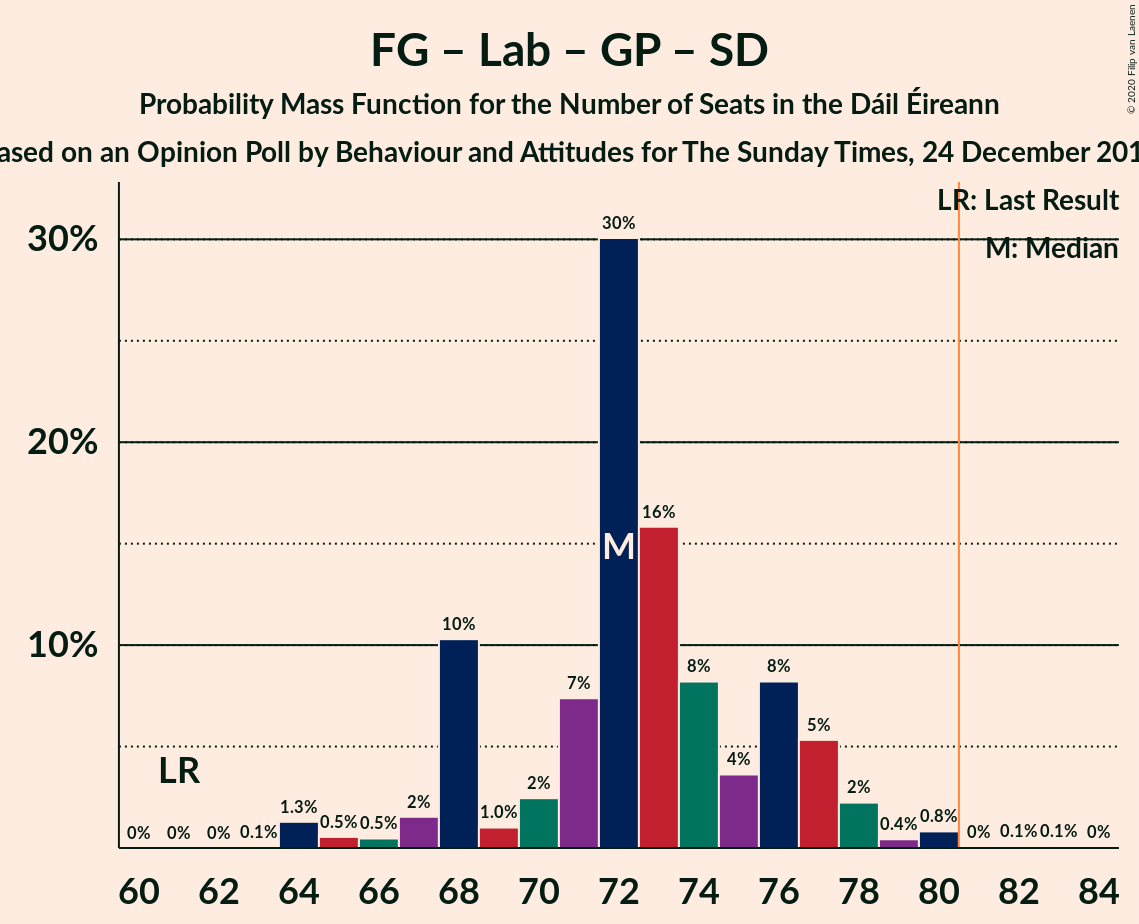 FG – Lab – GP – SD
Probability Mass Function for the Number of Seats in the Dáil Éireann
ased on an Opinion Poll by Behaviour and Attitudes for The Sunday Times, 24 December 201
© 2020 Filip van Laenen
LR: Last Result
M: Median
30%
20%
10%
LR
M
0% 0% 0% 0.1% 1.3% 0.5% 0.5% 2% 10% 1.0% 2% 7% 30% 16% 8% 4% 8% 5% 2% 0.4% 0.8% 0% 0.1% 0.1% 0%
60 62 64 66 68 70 72 74 76 78 80 82 84